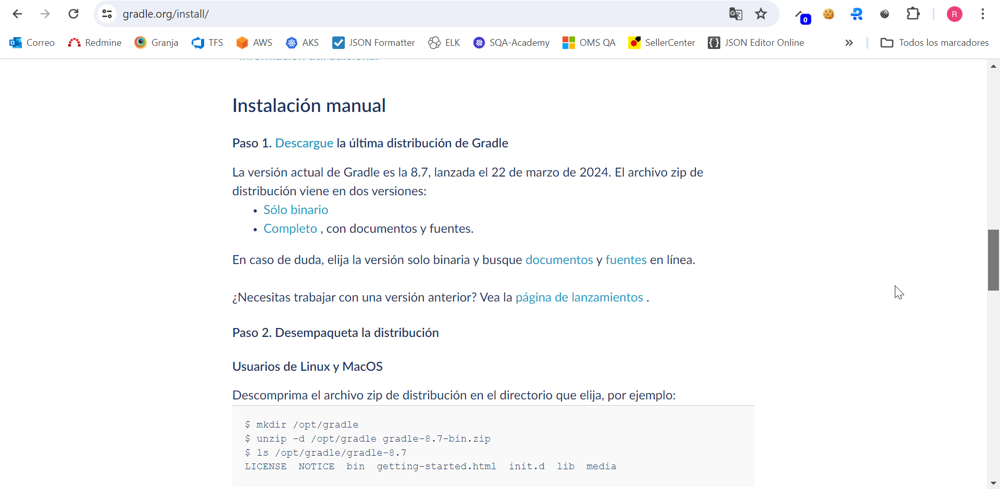 gradle.org/install/
0
R
R
Correo
Redmine
Granja
TFS
AWS
AKS
JSON Formatter
ELK
SQA-Academy
OMS QA
SellerCenter
JSON Editor Online
Todos los marcadores
Información útil adicional
Instalación manual
Paso 1. Descargue la última distribución de Gradle
La versión actual de Gradle es la 8.7, lanzada el 22 de marzo de 2024. El archivo zip de
distribución viene en dos versiones:
• Sólo binario
• Completo , con documentos y fuentes.
En caso de duda, elija la versión solo binaria y busque documentos y fuentes en línea.
¿Necesitas trabajar con una versión anterior? Vea la página de lanzamientos .
Paso 2. Desempaqueta la distribución
Usuarios de Linux y MacOS
Descomprima el archivo zip de distribución en el directorio que elija, por ejemplo:
$ mkdir /opt/gradle
$ unzip -d /opt/gradle gradle-8.7-bin.zip
$ ls /opt/gradle/gradle-8.7
LICENSE NOTICE bin getting-started.html init.d lib media